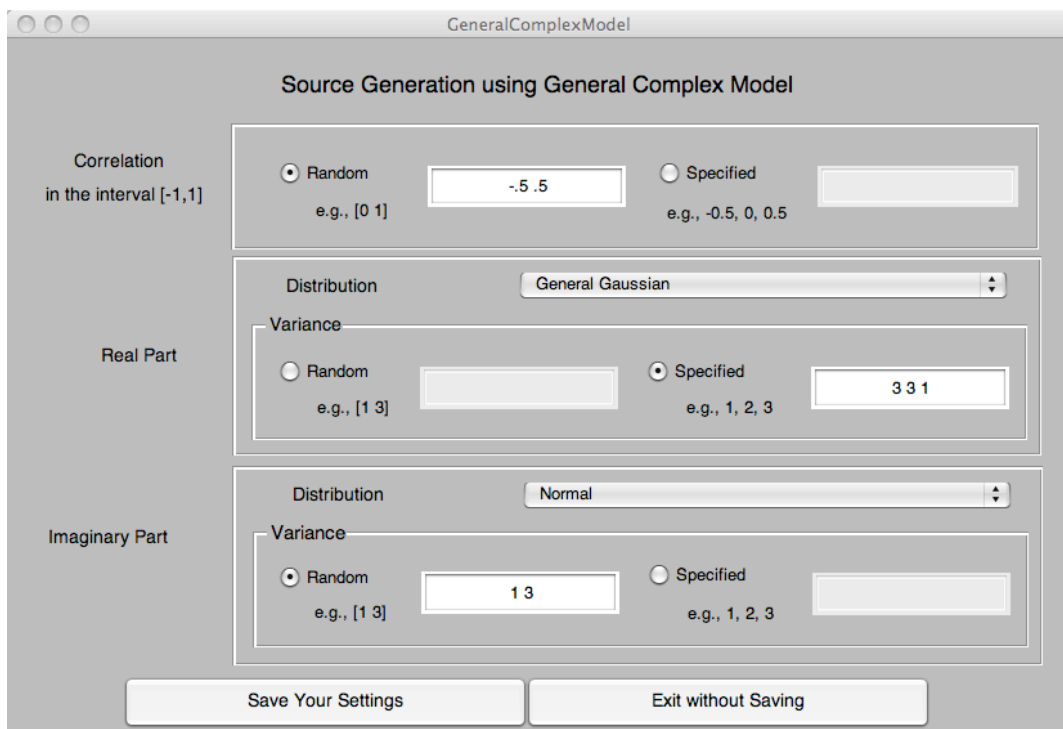 GeneralComplexModel
Source Generation using General Complex Model
Correlation
in the interval [-1,1]
Random
-.5 .5
Specified
e.g., [0 1]
e.g., -0.5, 0, 0.5
Real Part
Distribution
General Gaussian
Variance
Random
Specified
3 3 1
e.g., [1 3]
e.g., 1, 2, 3
Imaginary Part
Distribution
Normal
Variance
Random
1 3
Specified
e.g., [1 3]
e.g., 1, 2, 3
Save Your Settings
Exit without Saving